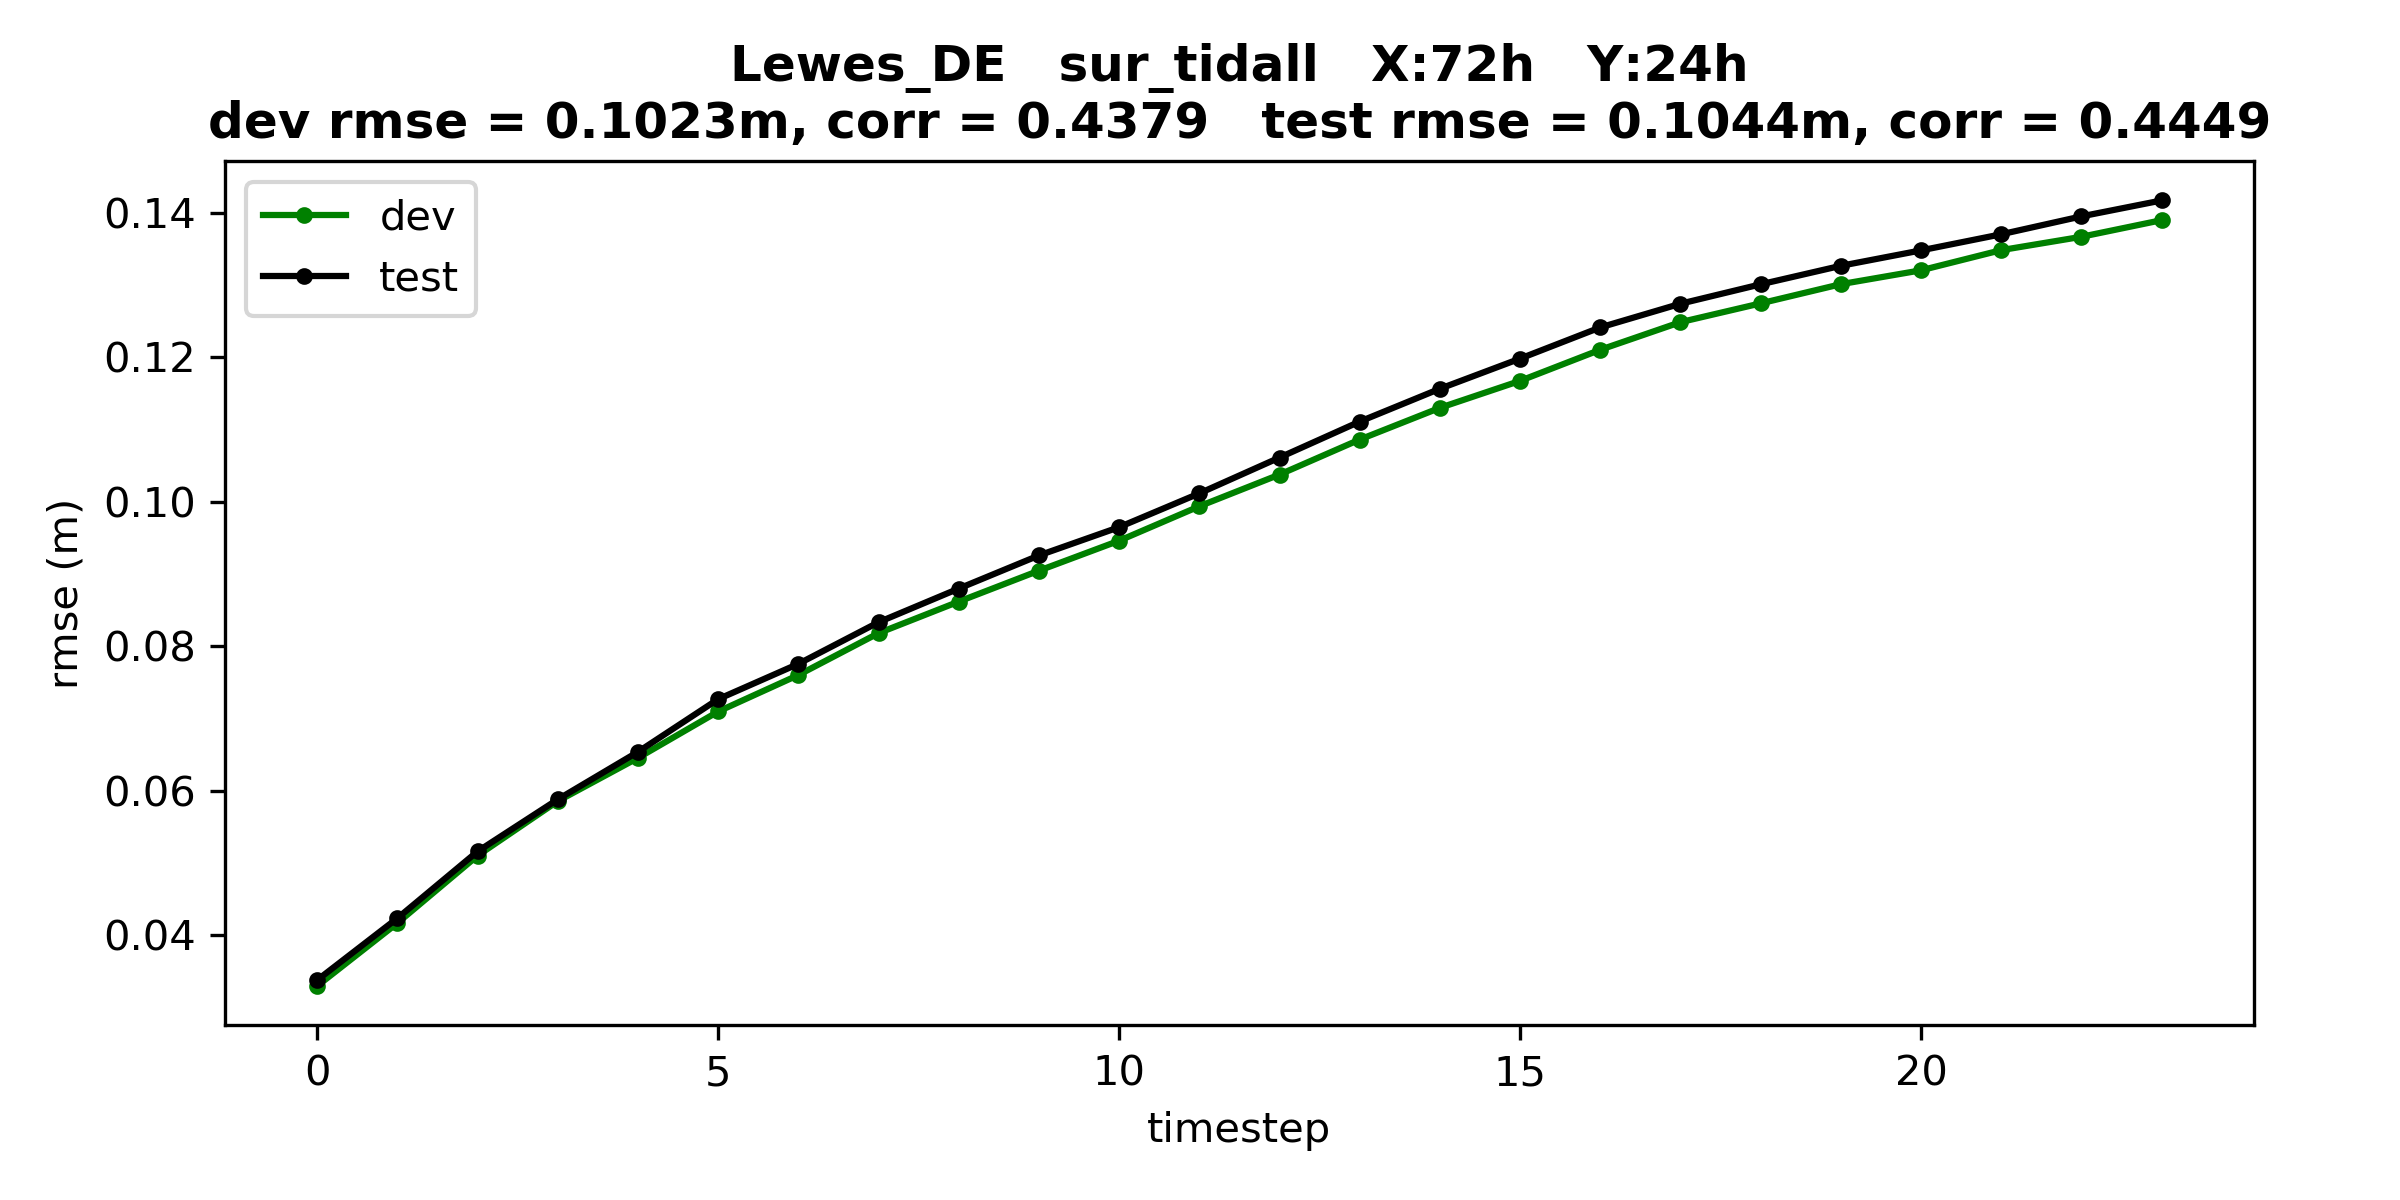 Lewes_DE   sur_tidall   X:72h   Y:24h
dev rmse = 0.1023m, corr = 0.4379   test rmse = 0.1044m, corr = 0.4449
dev
test
0.14
0.12
0.10
0.08
0.06
0.04
rmse (m)
0 5 10 15 20
timestep